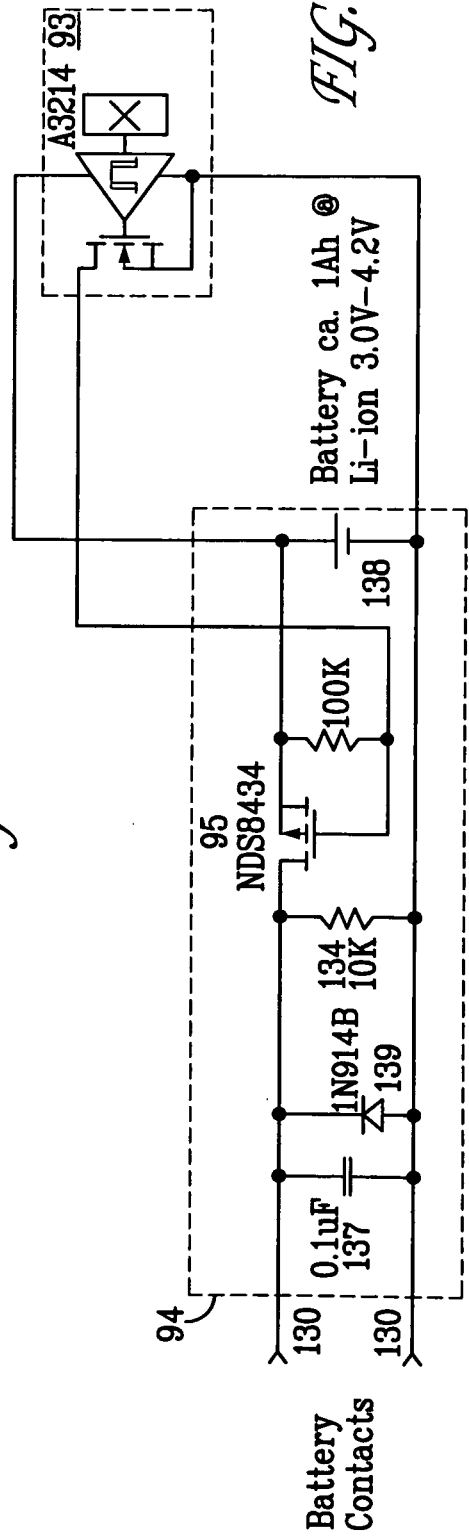 A3214 93
FIG.
Battery ca. 1Ah @
Li-ion 3.0V-4.2V
138
100K
95
NDS8434
134
10K
1N914B
139
0.1uF
137
94
130
130
Battery
Contacts